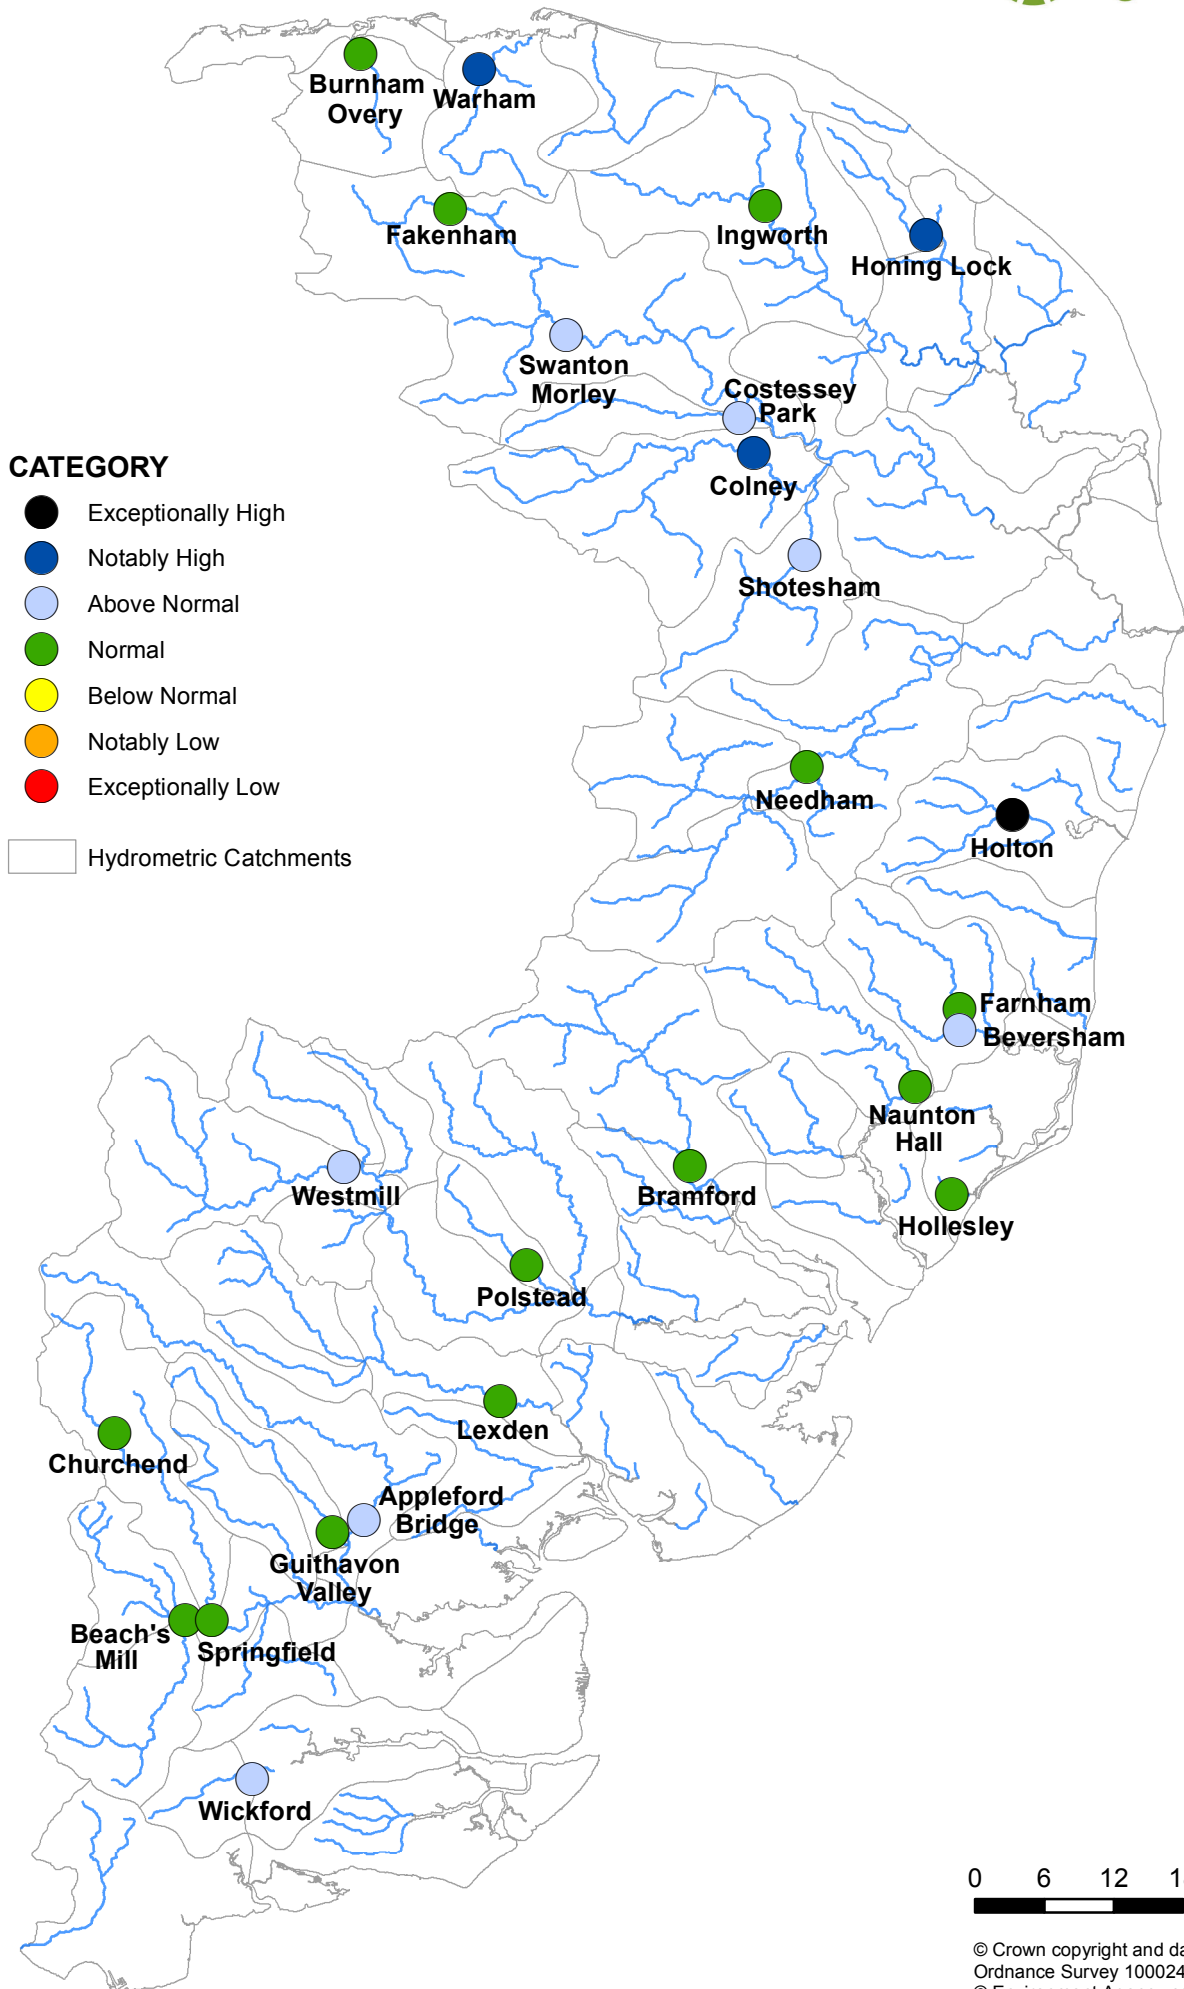 Burnham
Overy
Warham
Fakenham
Ingworth
Honing Lock
Swanton
Morley
Costessey
Park
CATEGORY
Exceptionally High
Notably High
Above Normal
Normal
Below Normal
Notably Low
Exceptionally Low
Hydrometric Catchments
Colney
Shotesham
Needham
Holton
Farnham
Beversham
Naunton
Hall
Westmill
Bramford
Hollesley
Polstead
Lexden
Churchend
Appleford
Bridge
Guithavon
Valley
Beach's
Mill
Springfield
Wickford
0 6 12
© Crown copyright and
Ordnance Survey 100024